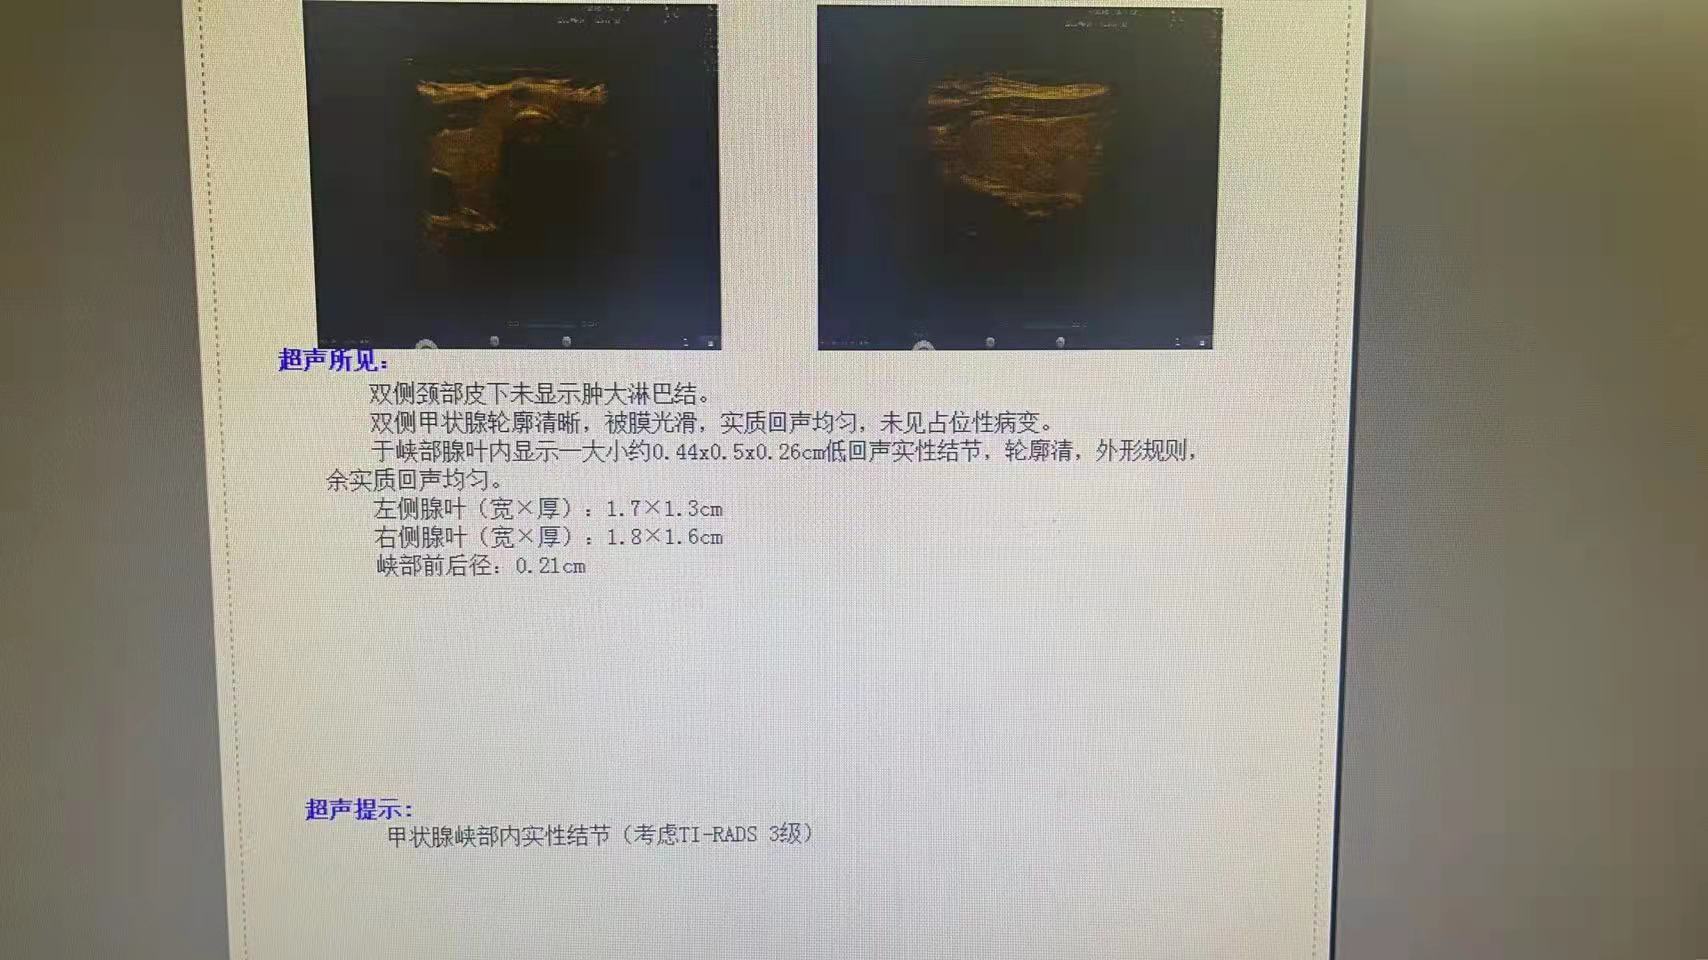 超声所见：
双侧颈部皮下未显示肿大淋巴结。
双侧甲状腺轮廓清晰，被膜光滑，实质回声均匀，未见占位性病变。
于峡部腺叶内显示一大小约0.44x0.5x0.26cm低回声实性结节，轮廓清，外形规则，
余实质回声均匀。
左侧腺叶（宽×厚）：1.7×1.3cm
右侧腺叶（宽×厚）：1.8×1.6cm
峡部前后径：0.21cm
超声提示：
甲状腺峡部内实性结节（考虑TI-RADS 3级）